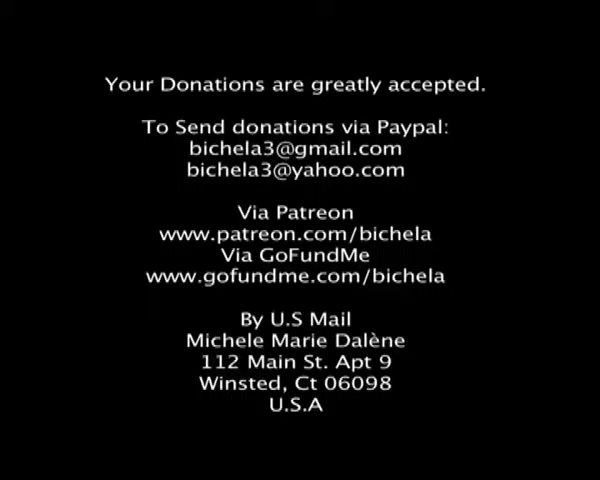 Your Donations are greatly accepted.
To Send donations via Paypal:
bichela3@gmail.com
bichela3@yahoo.com
Via Patreon
www.patreon.com/bichela
Via GoFundMe
www.gofundme.com/bichela
By U.S Mail
Michele Marie Dalène
112 Main St. Apt 9
Winsted, Ct 06098
U.S.A